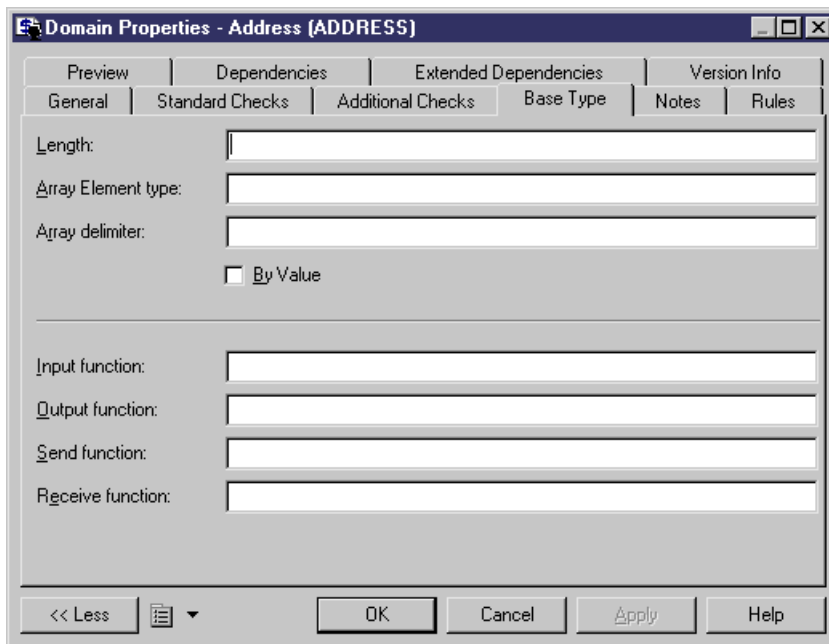 Domain Properties - Address (ADDRESS)
Preview Dependencies Extended Dependencies Version Info
General Standard Checks Additional Checks Base Type Notes Rules
Length:
Array Element type:
Array delimiter:
By Value
Input function:
Output function:
Send function:
Receive function:
<< Less OK Cancel Apply Help